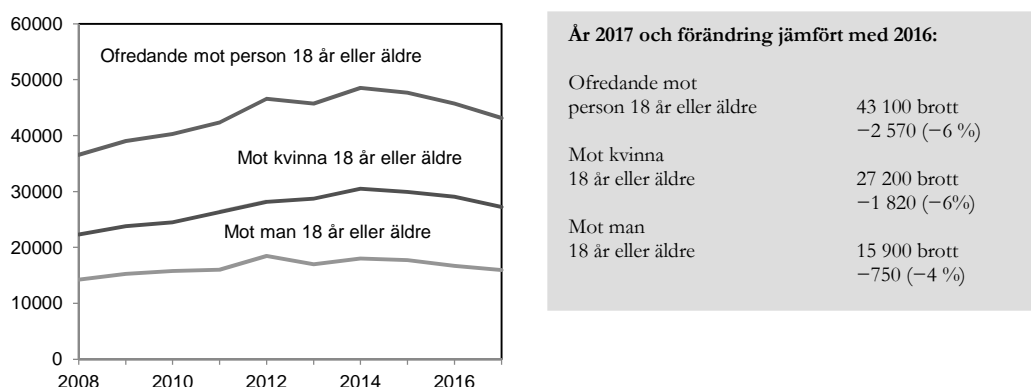 60000
50000
40000
30000
20000
10000
0
Ofredande mot person 18 år eller äldre
Mot kvinna 18 år eller äldre
Mot man 18 år eller äldre
2008 2010 2012 2014 2016
År 2017 och förändring jämfört med 2016:
Ofredande mot
person 18 år eller äldre 43 100 brott
−2 570 (−6 %)
Mot kvinna
18 år eller äldre 27 200 brott
−1 820 (−6%)
Mot man
18 år eller äldre 15 900 brott
−750 (−4 %)